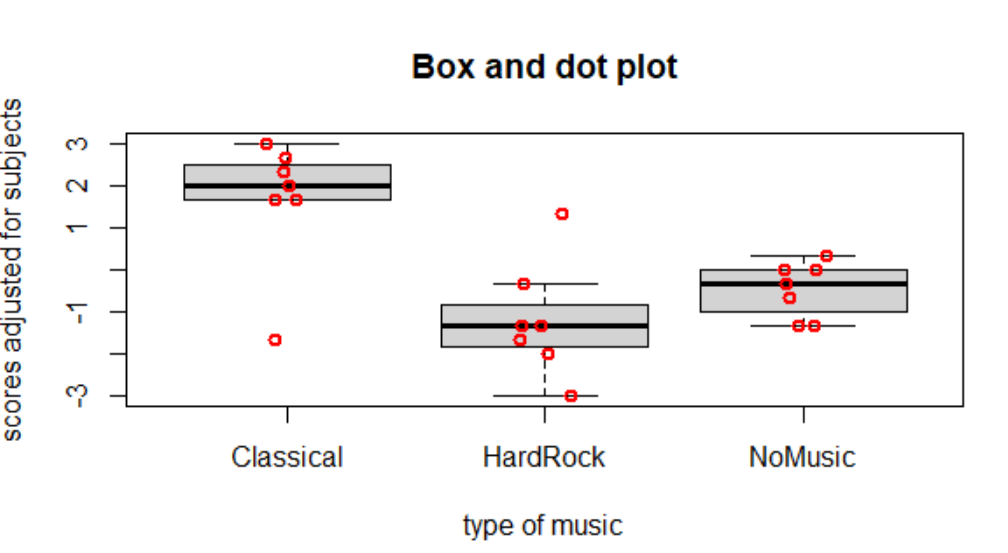 Box and dot plot
scores adjusted for subjects
3
2
1
-1
-3
Classical HardRock NoMusic
type of music